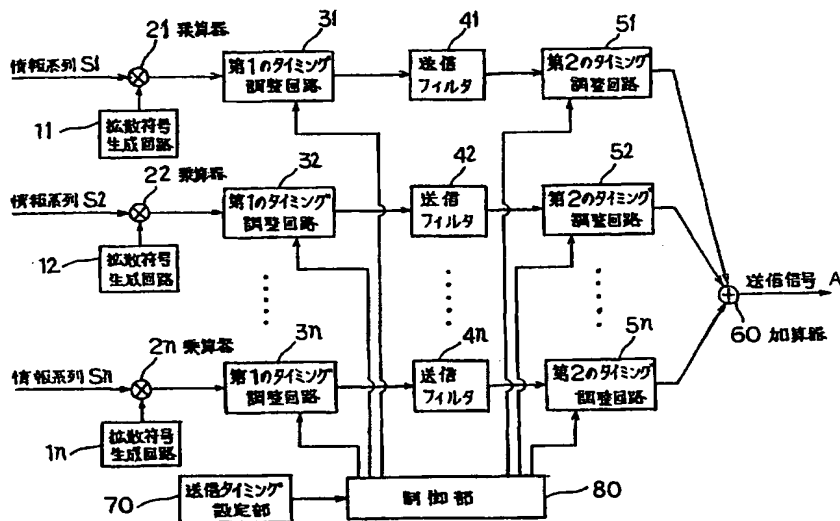 31
41
51
21 乗算器
情報系列 S1
第1のタイミング
調整回路
送信
フィルタ
第2のタイミング
調整回路
11
拡散符号
生成回路
32
42
52
22 乗算器
情報系列 S2
第1のタイミング
調整回路
送信
フィルタ
第2のタイミング
調整回路
12
拡散符号
生成回路
送信信号 A
60 加算器
3n
4n
5n
2n 乗算器
情報系列 Sn
第1のタイミング
調整回路
送信
フィルタ
第2のタイミング
調整回路
1n
拡散符号
生成回路
70
送信タイミング
設定部
制御部
80